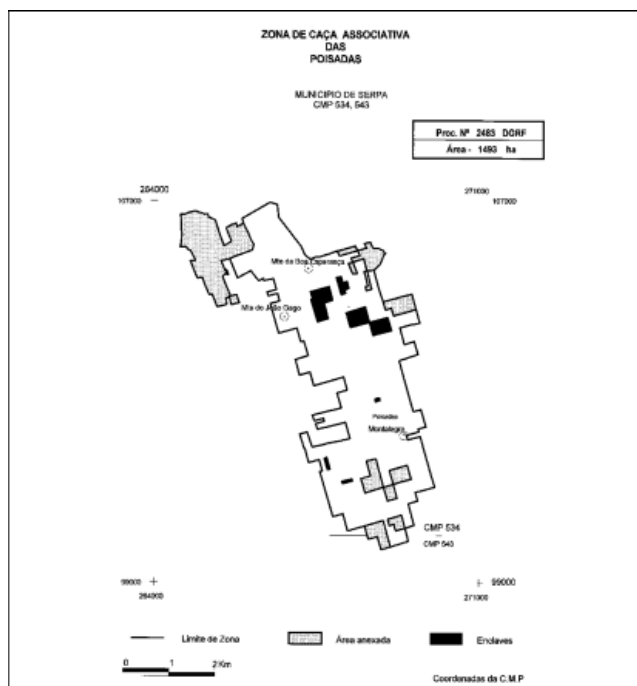 ZONA DE CAÇA ASSOCIATIVA
DAS
POISADAS
MUNICIPIO DE SERPA
CMP 534, 543
Proc. Nº 2483 DGRF
Área - 1493 ha
264000
107000
271000
107000
Mte da Boa Esperança
Mte do João Gago
Poisadas
Montalegre
CMP 534
CMP 543
99000
264000
99000
271000
Limite de Zona
Área anexada
Enclaves
0 1 2 Km
Coordenadas da C.M.P